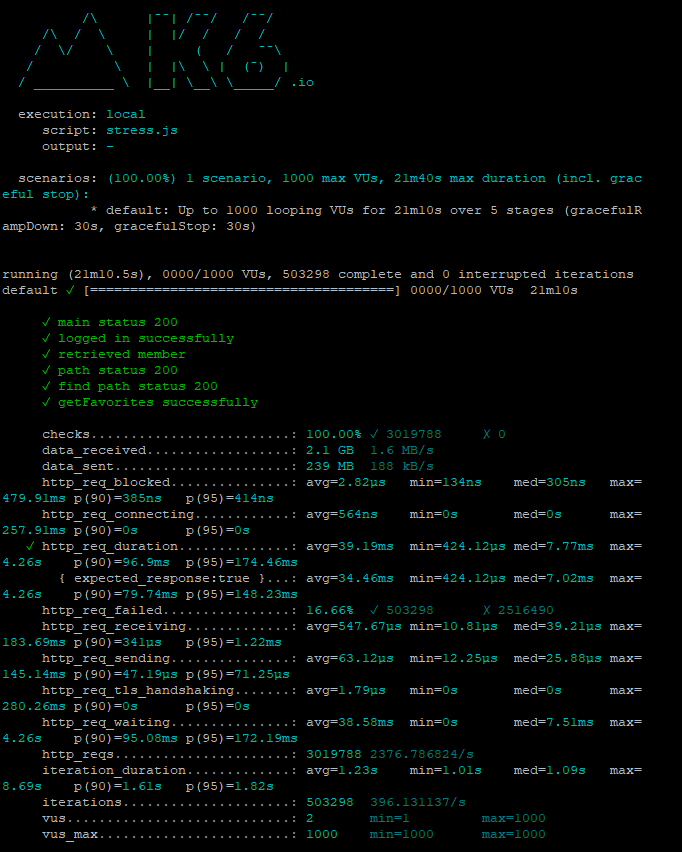 /\      |‾‾| /‾‾/   /‾‾/
/\  /  \     |  |/  /   /  /
/  \/    \    |     (   /   ‾‾\
/          \   |  |\  \ |  (‾)  |
/ __________ \  |__| \__\ \_____/ .io
execution: local
script: stress.js
output: -
scenarios: (100.00%) 1 scenario, 1000 max VUs, 21m40s max duration (incl. grac
eful stop):
* default: Up to 1000 looping VUs for 21m10s over 5 stages (gracefulR
ampDown: 30s, gracefulStop: 30s)
running (21m10.5s), 0000/1000 VUs, 503298 complete and 0 interrupted iterations
default ✓ [======================================] 0000/1000 VUs  21m10s
✓ main status 200
✓ logged in successfully
✓ retrieved member
✓ path status 200
✓ find path status 200
✓ getFavorites successfully
checks.........................: 100.00% ✓ 3019788      ✗ 0
data_received..................: 2.1 GB  1.6 MB/s
data_sent......................: 239 MB  188 kB/s
http_req_blocked...............: avg=2.82µs   min=134ns    med=305ns   max=
479.91ms p(90)=385ns   p(95)=414ns
http_req_connecting............: avg=564ns    min=0s       med=0s      max=
257.91ms p(90)=0s      p(95)=0s
✓ http_req_duration..............: avg=39.19ms  min=424.12µs med=7.77ms  max=
4.26s    p(90)=96.9ms  p(95)=174.46ms
{ expected_response:true }...: avg=34.46ms  min=424.12µs med=7.02ms  max=
4.26s    p(90)=79.74ms p(95)=148.23ms
http_req_failed................: 16.66% ✓ 503298       ✗ 2516490
http_req_receiving.............: avg=547.67µs min=10.81µs  med=39.21µs max=
183.69ms p(90)=341µs   p(95)=1.22ms
http_req_sending...............: avg=63.12µs  min=12.25µs  med=25.88µs max=
145.14ms p(90)=47.19µs p(95)=71.25µs
http_req_tls_handshaking.......: avg=1.79µs   min=0s       med=0s      max=
280.26ms p(90)=0s      p(95)=0s
http_req_waiting...............: avg=38.58ms  min=0s       med=7.51ms  max=
4.26s    p(90)=95.08ms p(95)=172.19ms
http_reqs......................: 3019788 2376.786824/s
iteration_duration.............: avg=1.23s    min=1.01s    med=1.09s   max=
8.69s    p(90)=1.61s   p(95)=1.82s
iterations.....................: 503298  396.131137/s
vus............................: 2       min=1         max=1000
vus_max........................: 1000    min=1000      max=1000